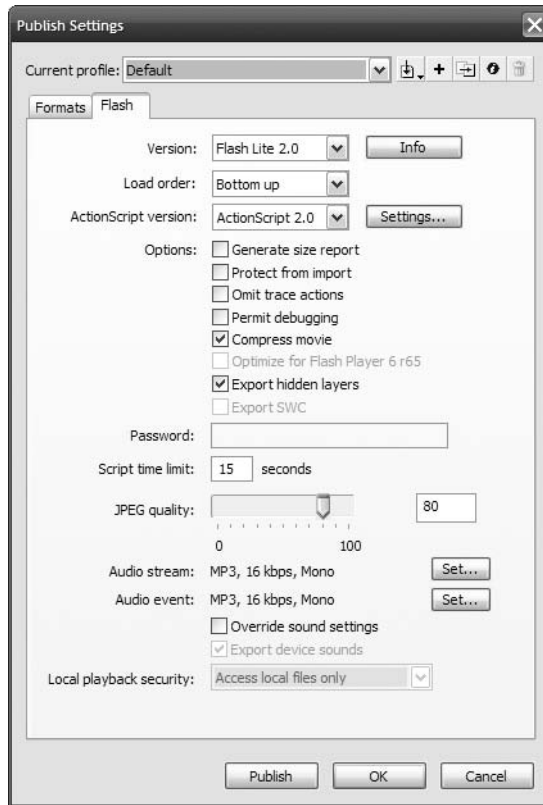 Publish Settings
Current profile: Default
Formats Flash
Version: Flash Lite 2.0 Info
Load order: Bottom up
ActionScript version: ActionScript 2.0 Settings...
Options: Generate size report
Protect from import
Omit trace actions
Permit debugging
Compress movie
Optimize for Flash Player 6 r65
Export hidden layers
Export SWC
Password:
Script time limit: 15 seconds
JPEG quality: 80
0 100
Audio stream: MP3, 16 kbps, Mono Set...
Audio event: MP3, 16 kbps, Mono Set...
Override sound settings
Export device sounds
Local playback security: Access local files only
Publish OK Cancel